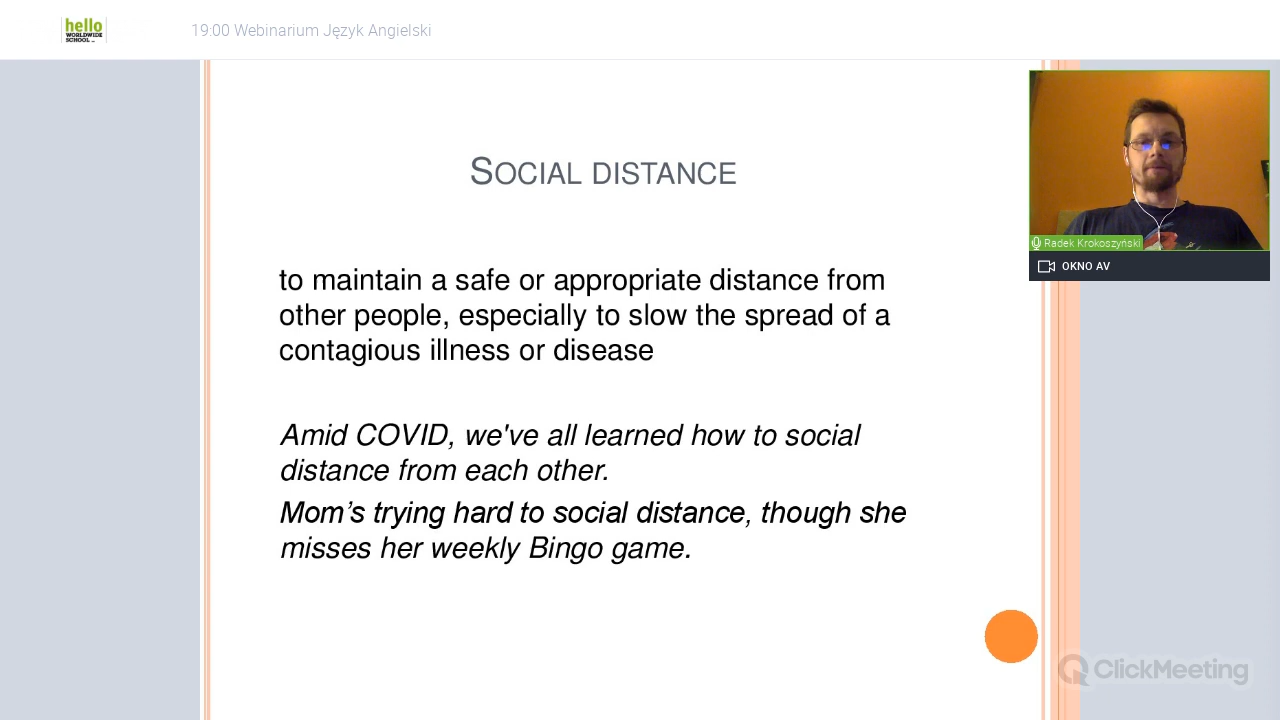 hello
WORLDWIDE
SCHOOL
19:00 Webinarium Język Angielski
SOCIAL DISTANCE
to maintain a safe or appropriate distance from
other people, especially to slow the spread of a
contagious illness or disease
Amid COVID, we've all learned how to social
distance from each other.
Mom’s trying hard to social distance, though she
misses her weekly Bingo game.
Radek Krokoszyński
OKNO AV
ClickMeeting